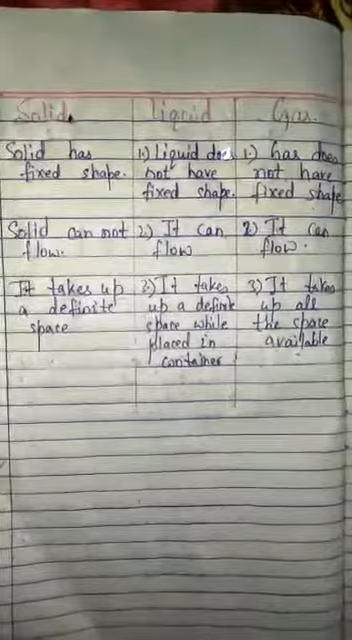 Solid.
liquid
Gas.
Solid has
fixed shape.
1.) liquid does
not have
fixed shape.
1.) Gas does
not have
fixed shape
Solid can not
flow.
2.) It can
flow
2) It can
flow.
It takes up
a definite
space
3.) It takes
up a definite
space while
placed in
container
3) It takes
up all
the space
available